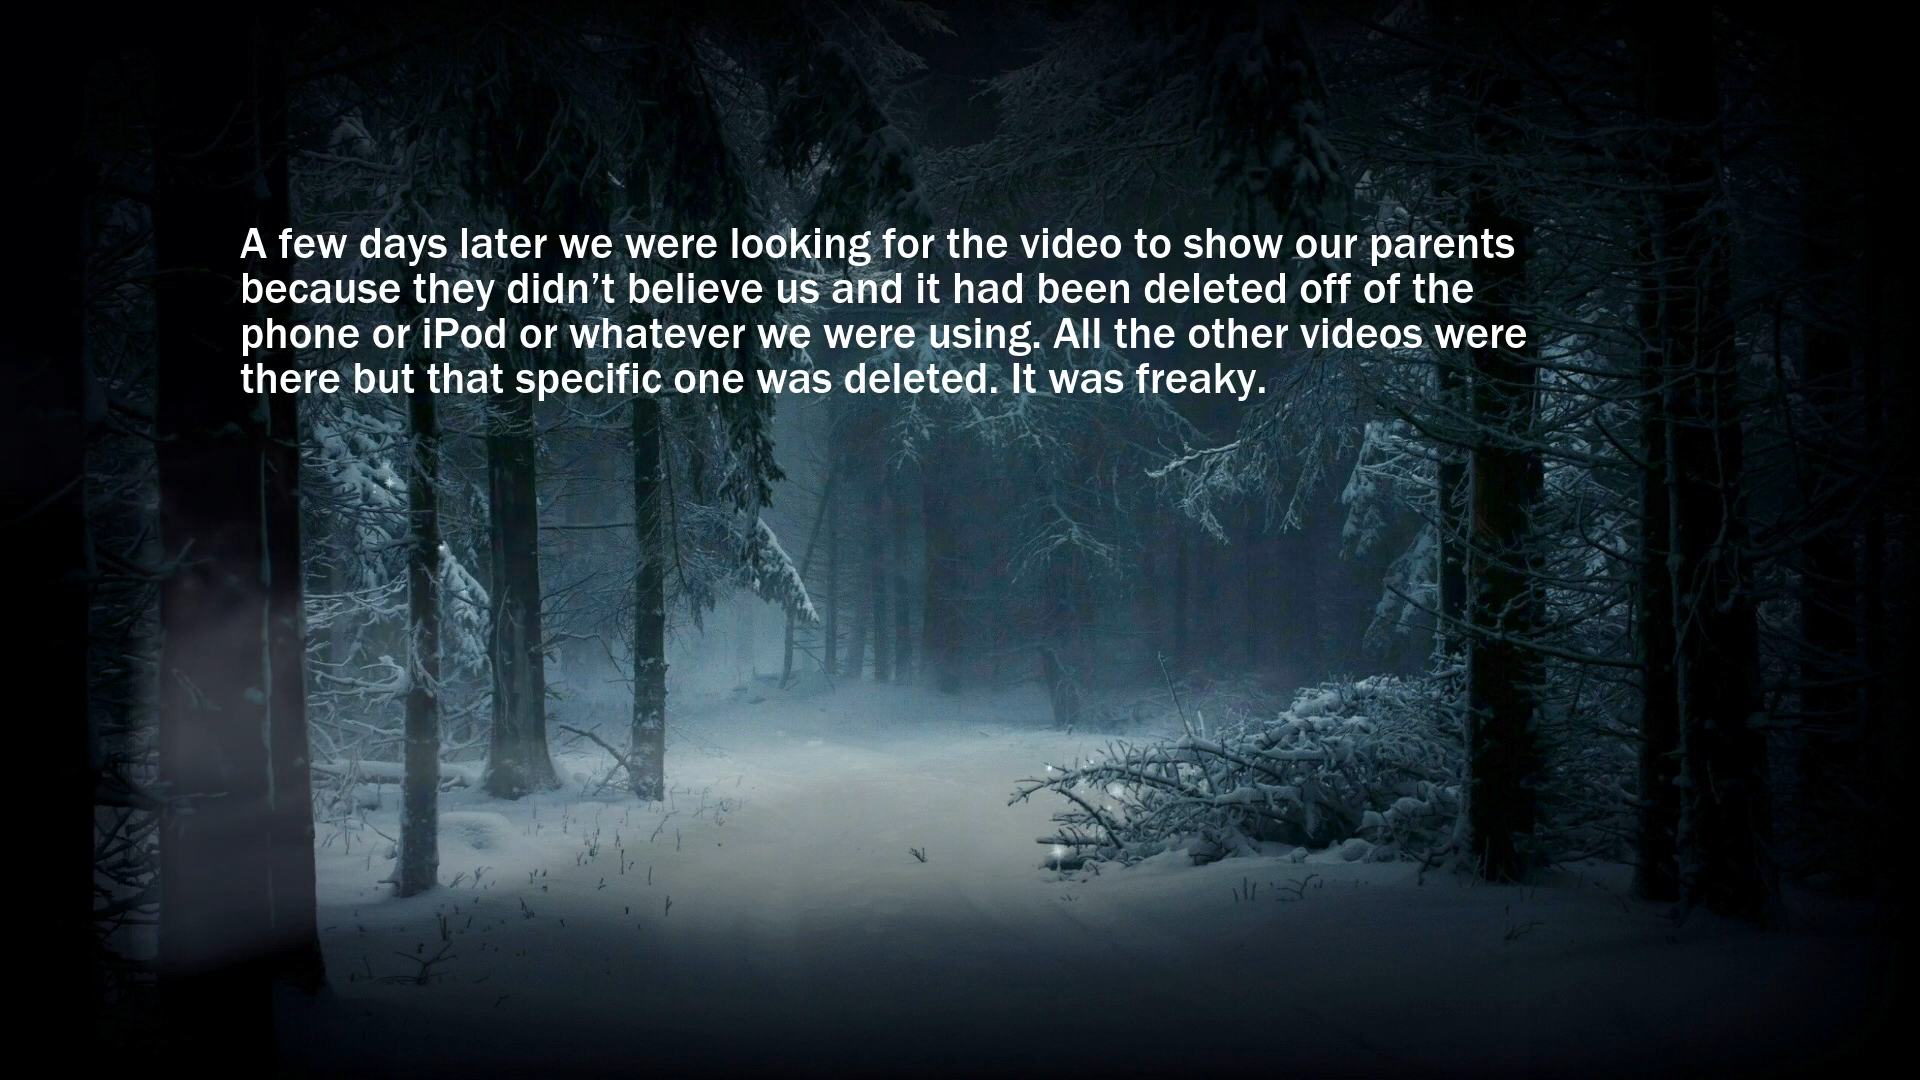 A few days later we were looking for the video to show our parents
because they didn’t believe us and it had been deleted off of the
phone or iPod or whatever we were using. All the other videos were
there but that specific one was deleted. It was freaky.